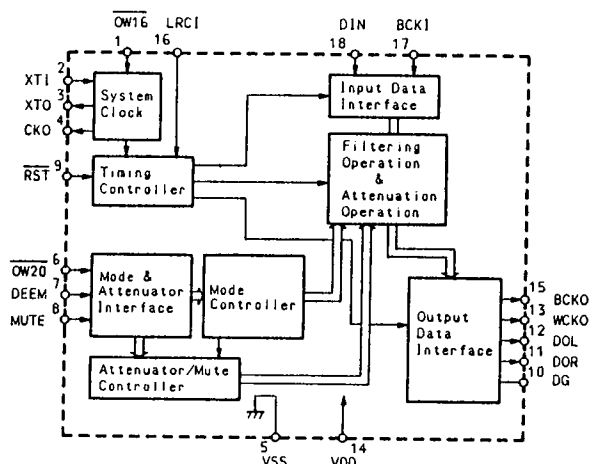 OW16 LRCI DIN BCKI
1 16 18 17
XTI 2
XTO 3
CKO 4
System
Clock
Input Data
Interface
RST 9
Timing
Controller
Filtering
Operation
&
Attenuation
Operation
OW20 6
DEEM 7
MUTE 8
Mode &
Attenuator
Interface
Mode
Controller
Attenuator/Mute
Controller
Output
Data
Interface
15 BCKO
13 WCKO
12 DOL
11 DOR
10 DG
5 14
VSS VDD